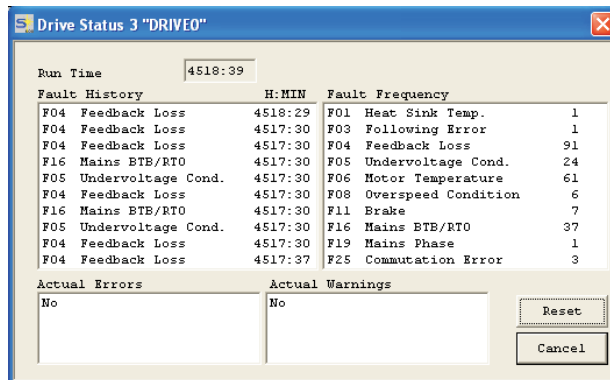 S Drive Status 3 "DRIVE0"
Run Time 4518:39
Fault History H:MIN
F04 Feedback Loss 4518:29
F04 Feedback Loss 4517:30
F16 Mains BTB/RTO 4517:30
F05 Undervoltage Cond. 4517:30
F04 Feedback Loss 4517:30
F16 Mains BTB/RTO 4517:30
F05 Undervoltage Cond. 4517:30
F04 Feedback Loss 4517:30
F04 Feedback Loss 4517:37
Fault Frequency
F01 Heat Sink Temp. 1
F03 Following Error 1
F04 Feedback Loss 91
F05 Undervoltage Cond. 24
F06 Motor Temperature 61
F08 Overspeed Condition 6
F11 Brake 7
F16 Mains BTB/RTO 37
F19 Mains Phase 1
F25 Commutation Error 3
Actual Errors
No
Actual Warnings
No
Reset
Cancel